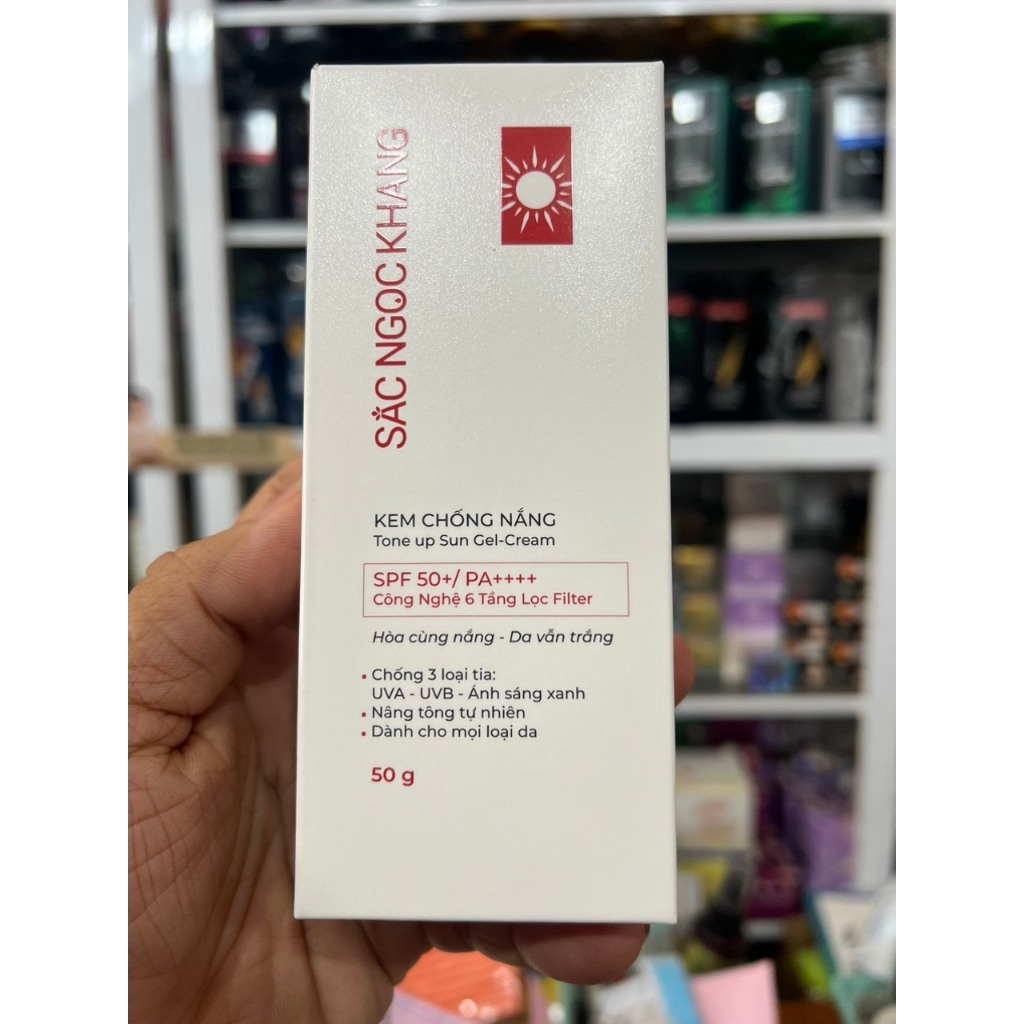 SẮC NGỌC KHANG
KEM CHỐNG NẮNG
Tone up Sun Gel-Cream
SPF 50+/ PA++++
Công Nghệ 6 Tầng Lọc Filter
Hòa cùng nắng - Da vẫn trắng
▪ Chống 3 loại tia:
UVA - UVB - Ánh sáng xanh
▪ Nâng tông tự nhiên
▪ Dành cho mọi loại da
50 g